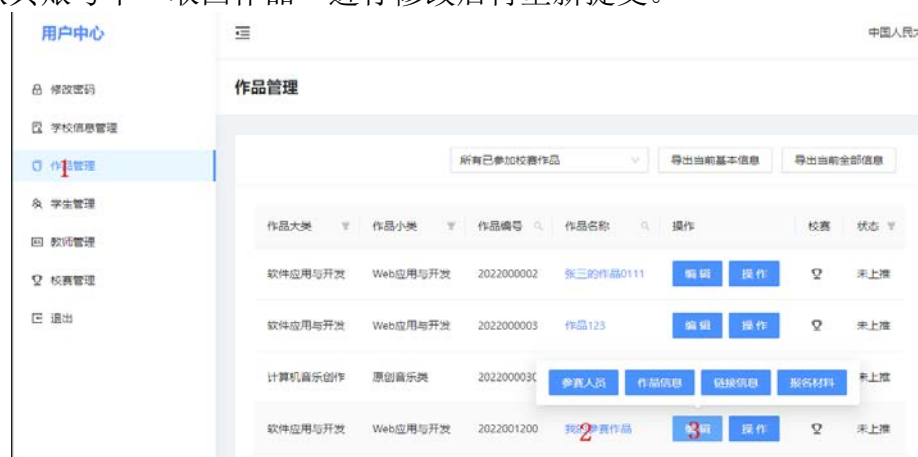 用户中心
中国人民大
修改密码
作品管理
学校信息管理
作品管理
1
所有已参加校赛作品
导出当前基本信息
导出当前全部信息
学生管理
教师管理
校赛管理
退出
作品大类 作品小类 作品编号 作品名称 操作 校赛 状态
软件应用与开发 Web应用与开发 2022000002 张三的作品0111 编辑 操作 未上推
软件应用与开发 Web应用与开发 2022000003 作品123 编辑 操作 未上推
计算机音乐创作 原创音乐类 202200003 未上推
参赛人员 作品信息 链接信息 报名材料
软件应用与开发 Web应用与开发 2022001200 我的参赛作品 2 编辑 3 操作 未上推